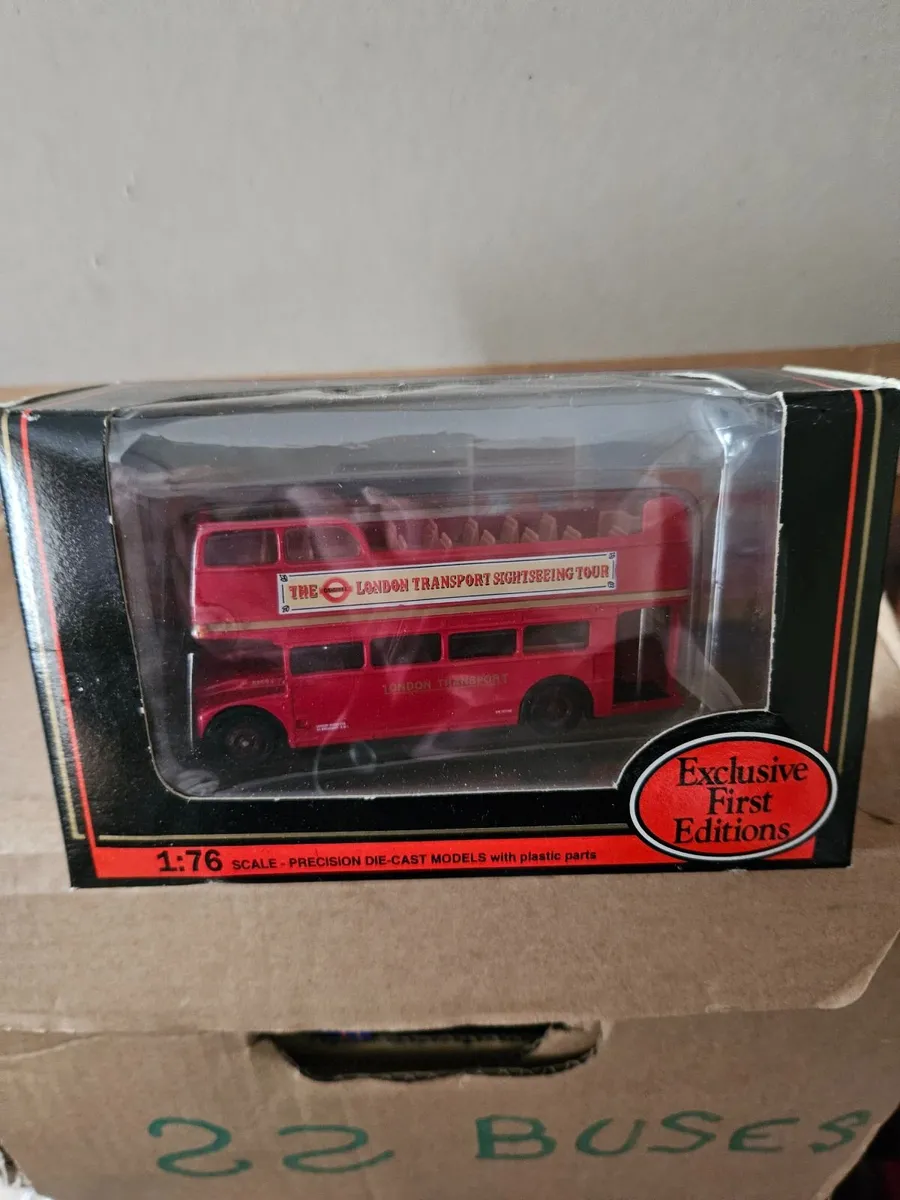 THE LONDON TRANSPORT SIGHTSEEING TOUR
LONDON TRANSPORT
Exclusive
First
Editions
1:76 SCALE - PRECISION DIE-CAST MODELS with plastic parts
22 BUSES